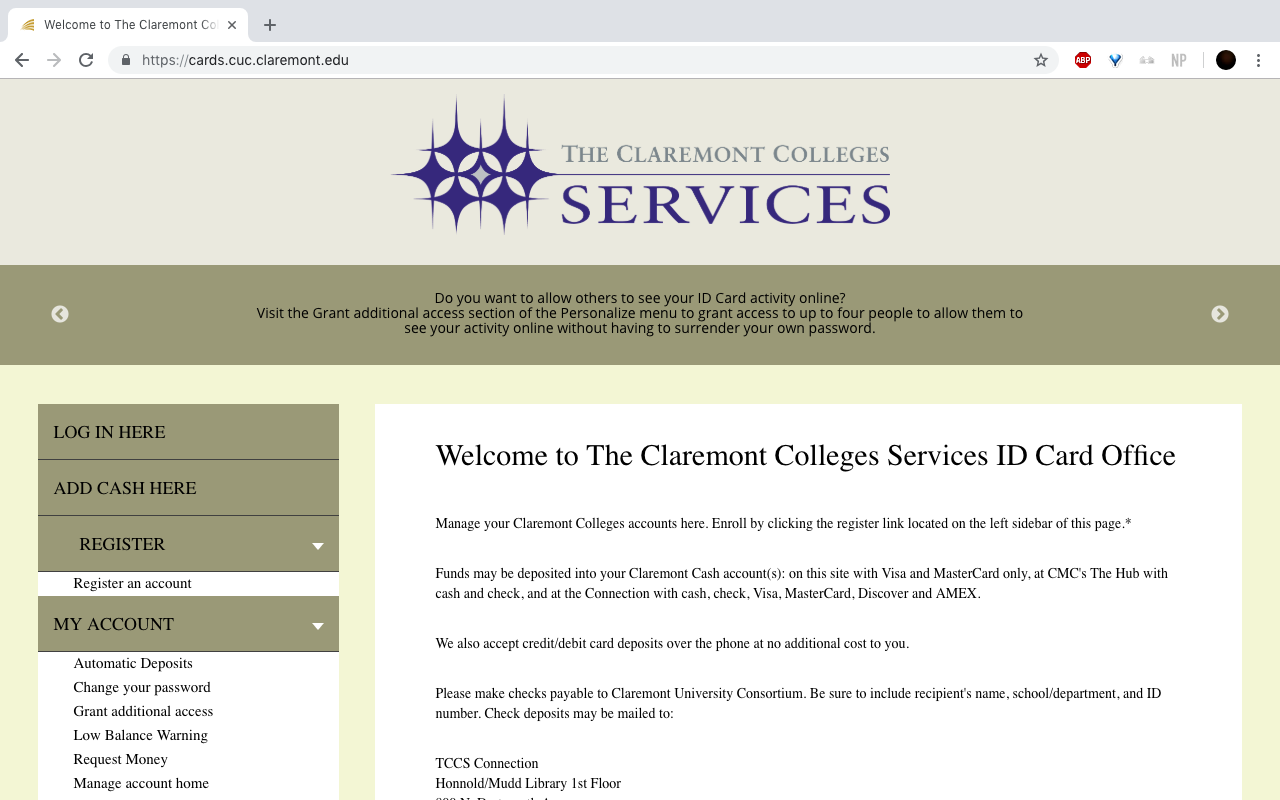 Welcome to The Claremont Co
https://cards.cuc.claremont.edu
ABP
NP
THE CLAREMONT COLLEGES
SERVICES
Do you want to allow others to see your ID Card activity online?
Visit the Grant additional access section of the Personalize menu to grant access to up to four people to allow them to
see your activity online without having to surrender your own password.
LOG IN HERE
ADD CASH HERE
REGISTER
Register an account
MY ACCOUNT
Automatic Deposits
Change your password
Grant additional access
Low Balance Warning
Request Money
Manage account home
Welcome to The Claremont Colleges Services ID Card Office
Manage your Claremont Colleges accounts here. Enroll by clicking the register link located on the left sidebar of this page.*
Funds may be deposited into your Claremont Cash account(s): on this site with Visa and MasterCard only, at CMC's The Hub with
cash and check, and at the Connection with cash, check, Visa, MasterCard, Discover and AMEX.
We also accept credit/debit card deposits over the phone at no additional cost to you.
Please make checks payable to Claremont University Consortium. Be sure to include recipient's name, school/department, and ID
number. Check deposits may be mailed to:
TCCS Connection
Honnold/Mudd Library 1st Floor